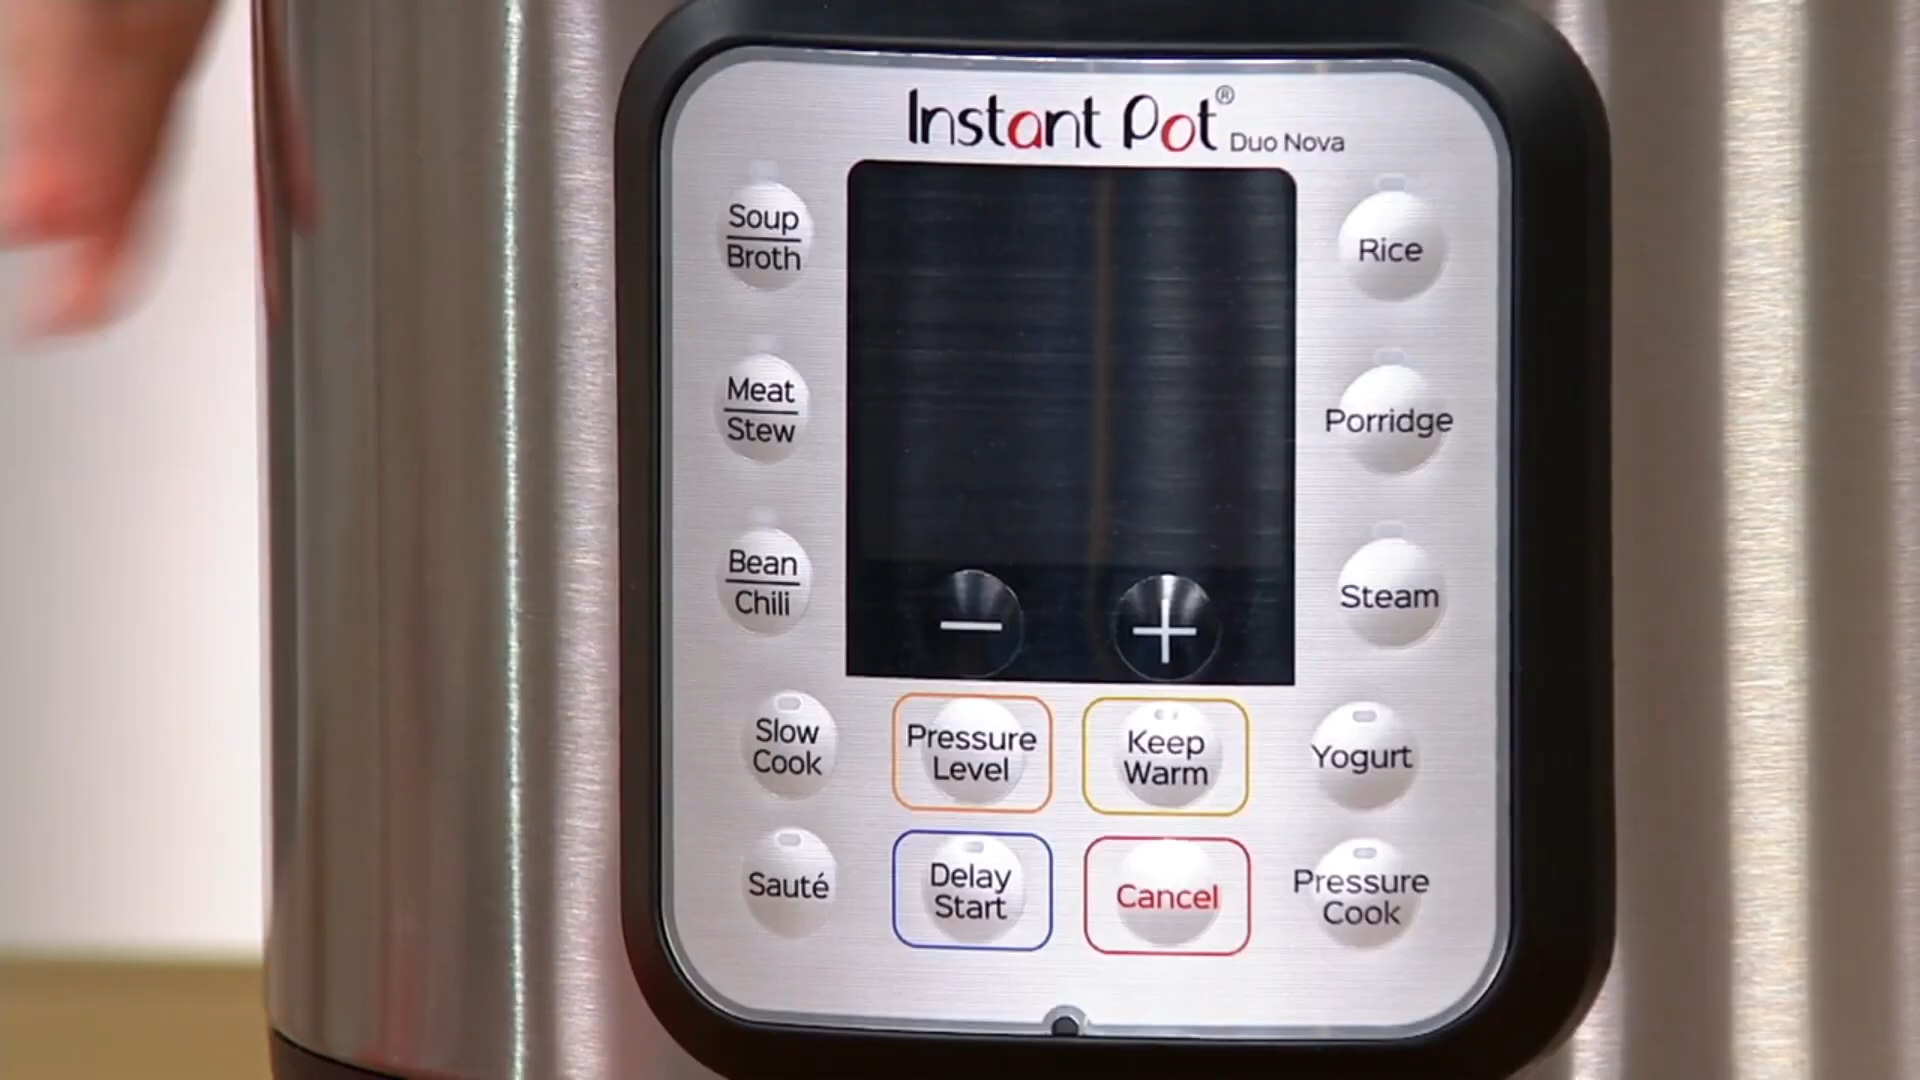 Instant Pot® Duo Nova
Soup
Broth
Rice
Meat
Stew
Porridge
Bean
Chili
Steam
− +
Slow
Cook
Pressure
Level
Keep
Warm
Yogurt
Sauté
Delay
Start
Cancel
Pressure
Cook